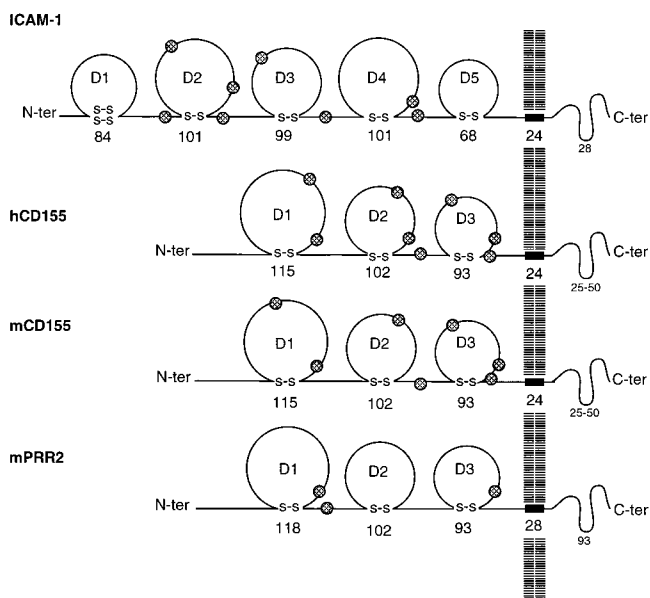 ICAM-1
D1 D2 D3 D4 D5
N-ter S-S S-S S-S S-S S-S S-S C-ter
84 101 99 101 68 24 28
hCD155
D1 D2 D3
N-ter S-S S-S S-S C-ter
115 102 93 24 25-50
mCD155
D1 D2 D3
N-ter S-S S-S S-S C-ter
115 102 93 24 25-50
mPRR2
D1 D2 D3
N-ter S-S S-S S-S C-ter
118 102 93 28 93